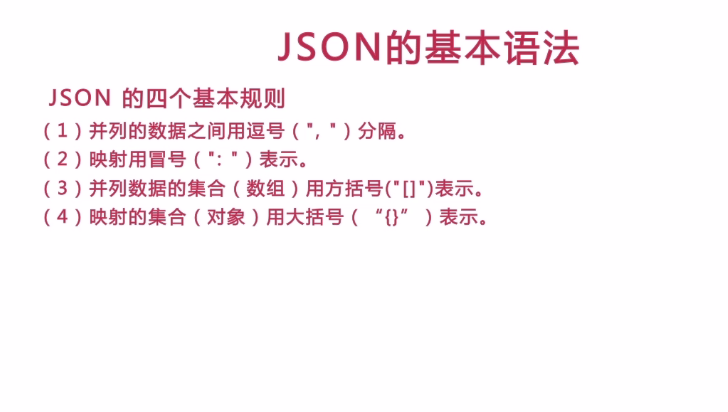 JSON的基本语法
JSON 的四个基本规则
（1）并列的数据之间用逗号（", "）分隔。
（2）映射用冒号（": "）表示。
（3）并列数据的集合（数组）用方括号("[]")表示。
（4）映射的集合（对象）用大括号（ “{}” ）表示。